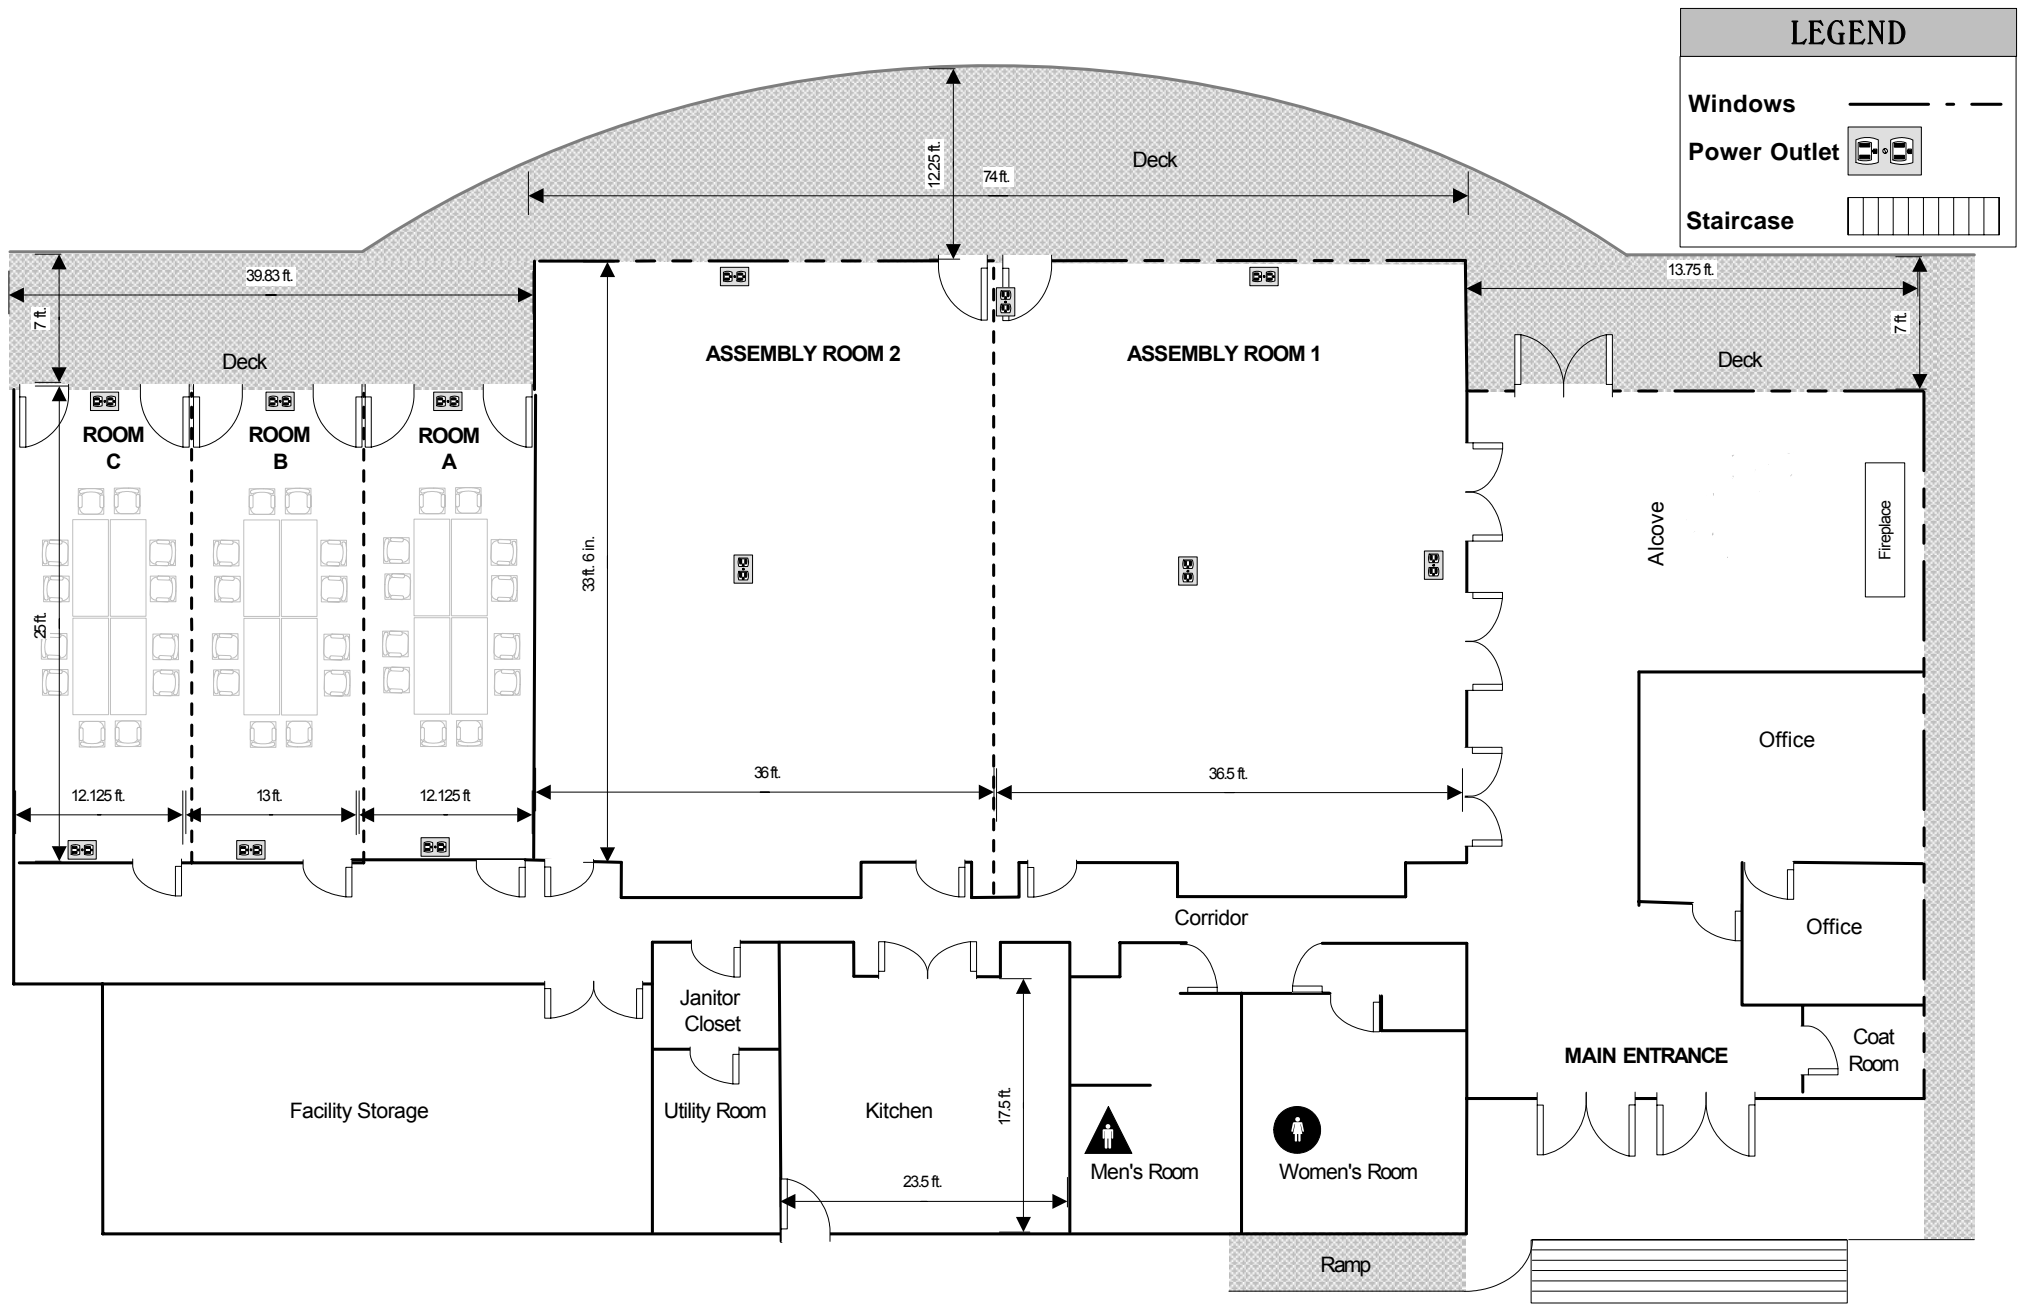 LEGEND
Windows
Power Outlet
Staircase
12.25 ft.
Deck
74 ft.
39.83 ft.
13.75 ft.
7 ft.
7 ft.
Deck
Deck
ASSEMBLY ROOM 2
ASSEMBLY ROOM 1
ROOM
C
ROOM
B
ROOM
A
33 ft. 6 in.
Alcove
Fireplace
25 ft.
Office
36 ft.
36.5 ft.
12.125 ft.
13 ft.
12.125 ft
Corridor
Office
Janitor
Closet
MAIN ENTRANCE
Coat
Room
Facility Storage
Utility Room
Kitchen
17.5 ft.
Men's Room
Women's Room
23.5 ft.
Ramp